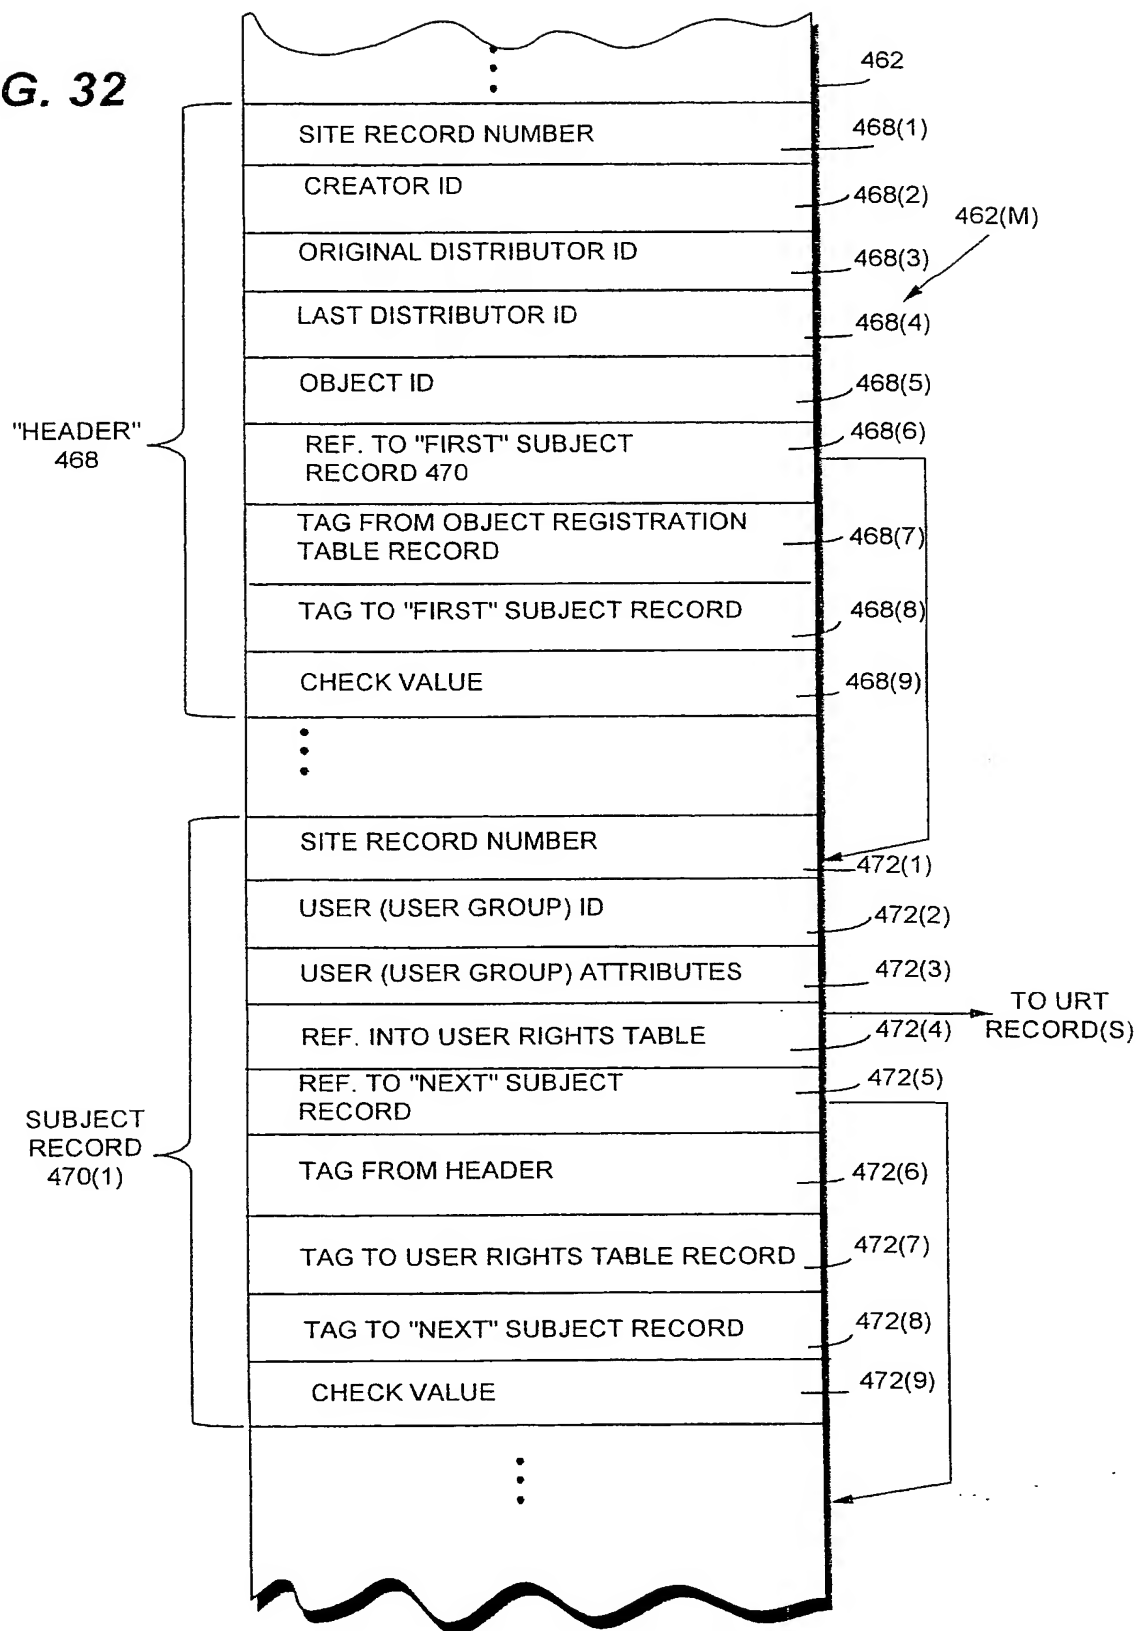 G. 32
462
SITE RECORD NUMBER
468(1)
CREATOR ID
468(2)
462(M)
ORIGINAL DISTRIBUTOR ID
468(3)
LAST DISTRIBUTOR ID
468(4)
OBJECT ID
468(5)
"HEADER"
468
REF. TO "FIRST" SUBJECT
RECORD 470
468(6)
TAG FROM OBJECT REGISTRATION
TABLE RECORD
468(7)
TAG TO "FIRST" SUBJECT RECORD
468(8)
CHECK VALUE
468(9)
SITE RECORD NUMBER
472(1)
USER (USER GROUP) ID
472(2)
USER (USER GROUP) ATTRIBUTES
472(3)
TO URT
RECORD(S)
REF. INTO USER RIGHTS TABLE
472(4)
REF. TO "NEXT" SUBJECT
RECORD
472(5)
SUBJECT
RECORD
470(1)
TAG FROM HEADER
472(6)
TAG TO USER RIGHTS TABLE RECORD
472(7)
TAG TO "NEXT" SUBJECT RECORD
472(8)
CHECK VALUE
472(9)